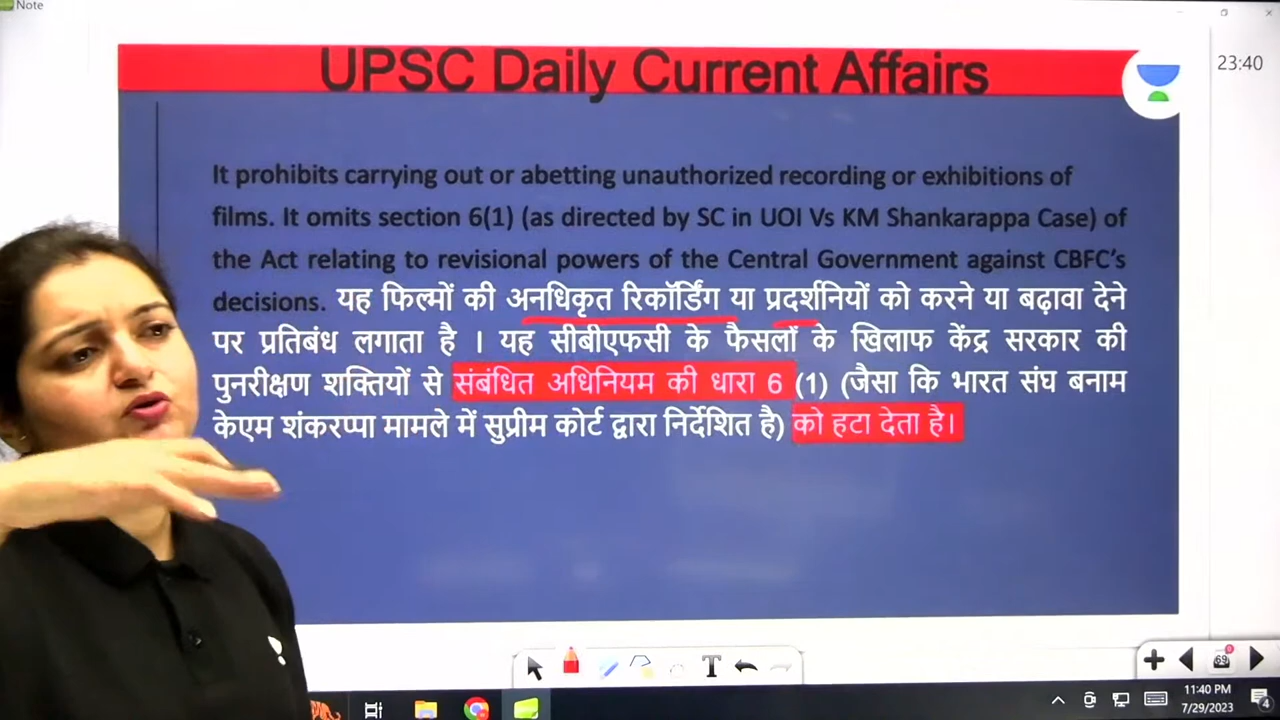 Note
UPSC Daily Current Affairs
23:40
It prohibits carrying out or abetting unauthorized recording or exhibitions of
films. It omits section 6(1) (as directed by SC in UOI Vs KM Shankarappa Case) of
the Act relating to revisional powers of the Central Government against CBFC's
decisions. यह फिल्मों की अनधिकृत रिकॉर्डिंग या प्रदर्शनियों को करने या बढ़ावा देने
पर प्रतिबंध लगाता है । यह सीबीएफसी के फैसलों के खिलाफ केंद्र सरकार की
पुनरीक्षण शक्तियों से संबंधित अधिनियम की धारा 6 (1) (जैसा कि भारत संघ बनाम
केएम शंकरप्पा मामले में सुप्रीम कोर्ट द्वारा निर्देशित है) को हटा देता है।
T
69
11:40 PM
7/29/2023
4